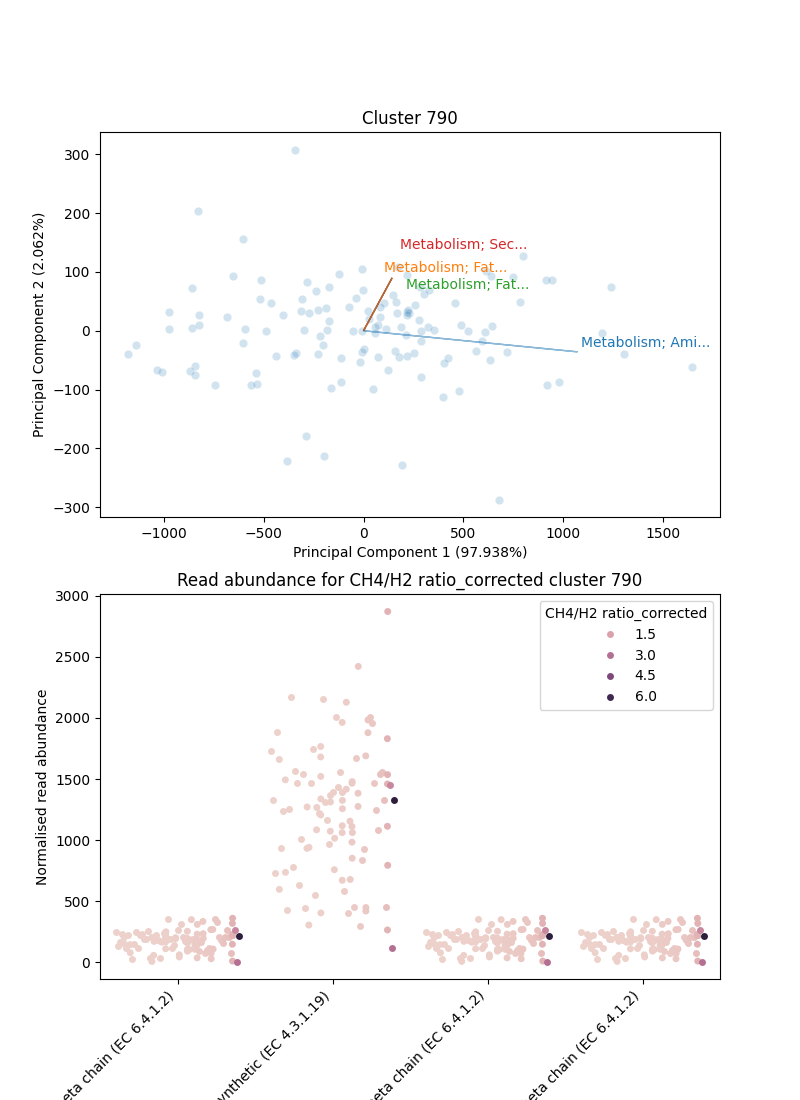 Cluster 790
300
200
100
0
−100
−200
−300
Principal Component 2 (2.062%)
Metabolism; Sec...
Metabolism; Fat...
Metabolism; Fat...
Metabolism; Ami...
−1000
−500
0
500
1000
1500
Principal Component 1 (97.938%)
Read abundance for CH4/H2 ratio_corrected cluster 790
3000
2500
2000
1500
1000
500
0
Normalised read abundance
CH4/H2 ratio_corrected
1.5
3.0
4.5
6.0
eta chain (EC 6.4.1.2)
ynthetic (EC 4.3.1.19)
eta chain (EC 6.4.1.2)
eta chain (EC 6.4.1.2)